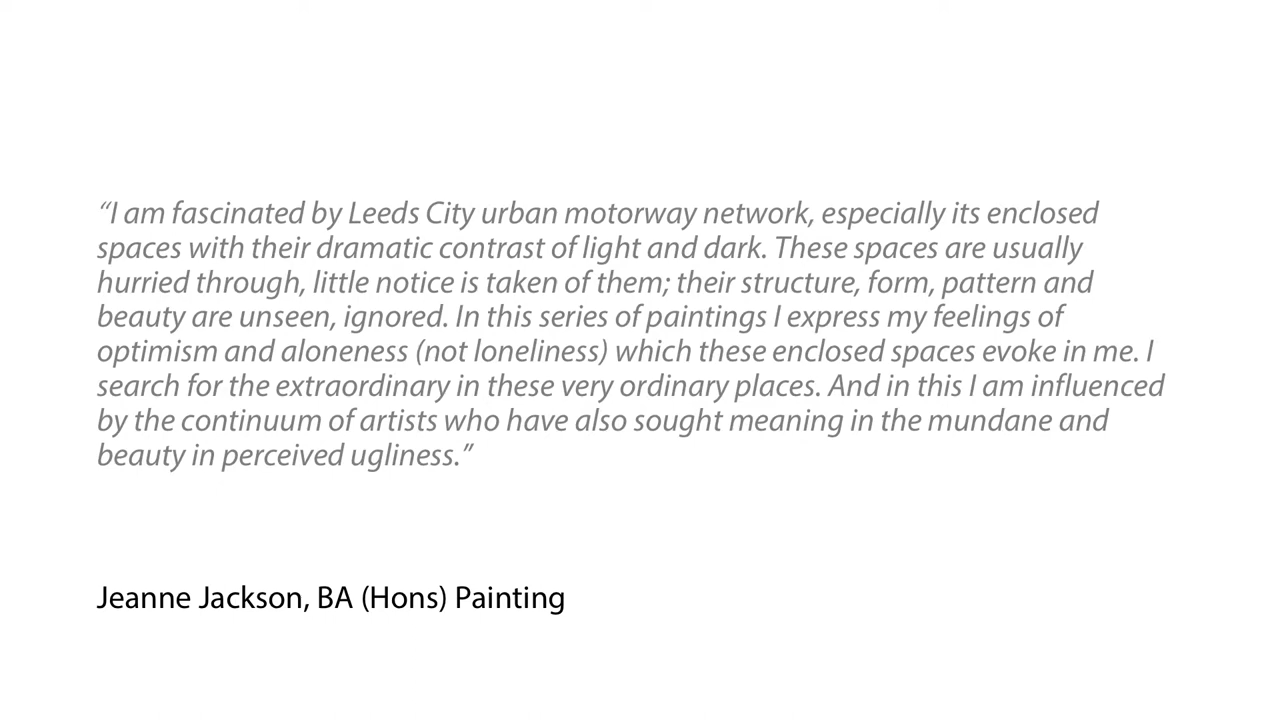 “I am fascinated by Leeds City urban motorway network, especially its enclosed
spaces with their dramatic contrast of light and dark. These spaces are usually
hurried through, little notice is taken of them; their structure, form, pattern and
beauty are unseen, ignored. In this series of paintings I express my feelings of
optimism and aloneness (not loneliness) which these enclosed spaces evoke in me. I
search for the extraordinary in these very ordinary places. And in this I am influenced
by the continuum of artists who have also sought meaning in the mundane and
beauty in perceived ugliness.”
Jeanne Jackson, BA (Hons) Painting